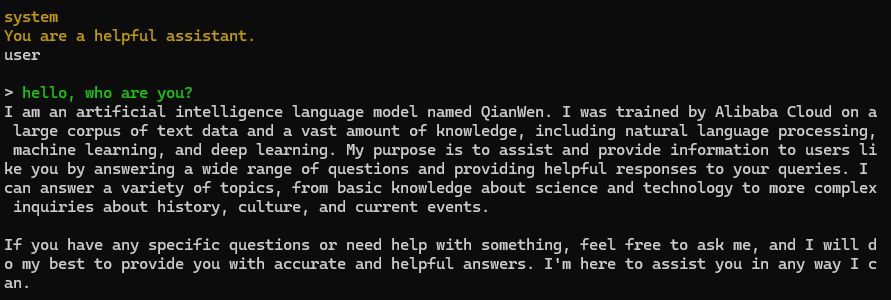 system
You are a helpful assistant.
user
> hello, who are you?
I am an artificial intelligence language model named QianWen. I was trained by Alibaba Cloud on a
large corpus of text data and a vast amount of knowledge, including natural language processing,
machine learning, and deep learning. My purpose is to assist and provide information to users li
ke you by answering a wide range of questions and providing helpful responses to your queries. I
can answer a variety of topics, from basic knowledge about science and technology to more complex
inquiries about history, culture, and current events.
If you have any specific questions or need help with something, feel free to ask me, and I will d
o my best to provide you with accurate and helpful answers. I'm here to assist you in any way I c
an.